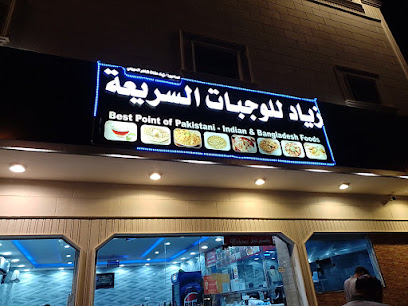 زياد للوجبات السريعة
Best Point of Pakistani - Indian & Bangladesh Foods